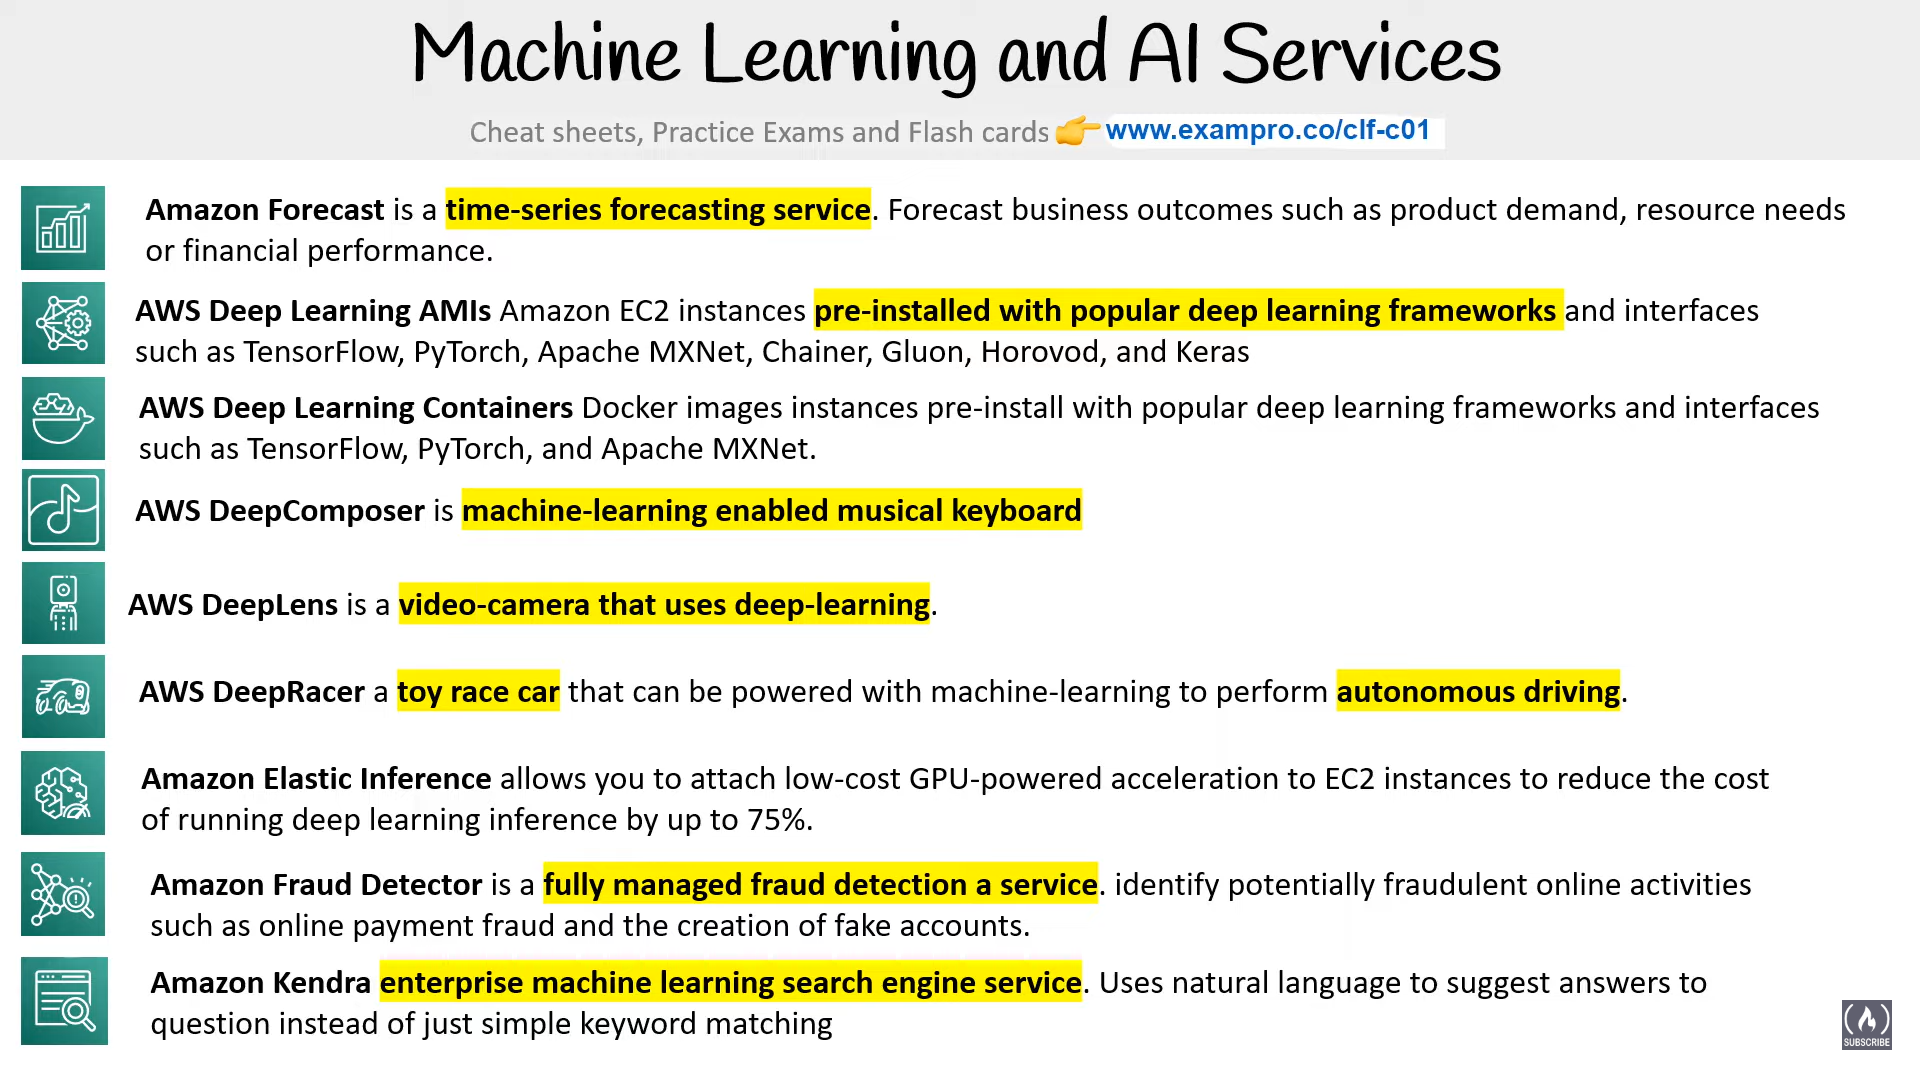 Machine Learning and AI Services
Cheat sheets, Practice Exams and Flash cards www.exampro.co/clf-c01
Amazon Forecast is a time-series forecasting service. Forecast business outcomes such as product demand, resource needs
or financial performance.
AWS Deep Learning AMIs Amazon EC2 instances pre-installed with popular deep learning frameworks and interfaces
such as TensorFlow, PyTorch, Apache MXNet, Chainer, Gluon, Horovod, and Keras
AWS Deep Learning Containers Docker images instances pre-install with popular deep learning frameworks and interfaces
such as TensorFlow, PyTorch, and Apache MXNet.
AWS DeepComposer is machine-learning enabled musical keyboard
AWS DeepLens is a video-camera that uses deep-learning.
AWS DeepRacer a toy race car that can be powered with machine-learning to perform autonomous driving.
Amazon Elastic Inference allows you to attach low-cost GPU-powered acceleration to EC2 instances to reduce the cost
of running deep learning inference by up to 75%.
Amazon Fraud Detector is a fully managed fraud detection a service. identify potentially fraudulent online activities
such as online payment fraud and the creation of fake accounts.
Amazon Kendra enterprise machine learning search engine service. Uses natural language to suggest answers to
question instead of just simple keyword matching
SUBSCRIBE